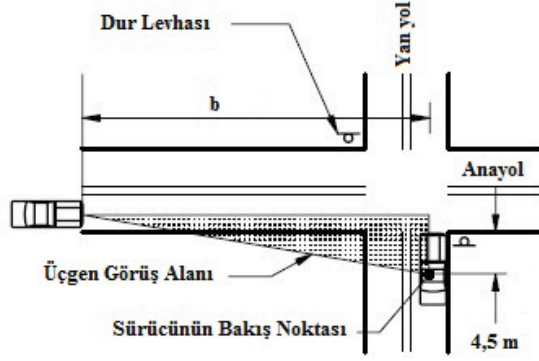 Dur Levhası
Yan yol
b
Anayol
Üçgen Görüş Alanı
Sürücünün Bakış Noktası
4,5 m